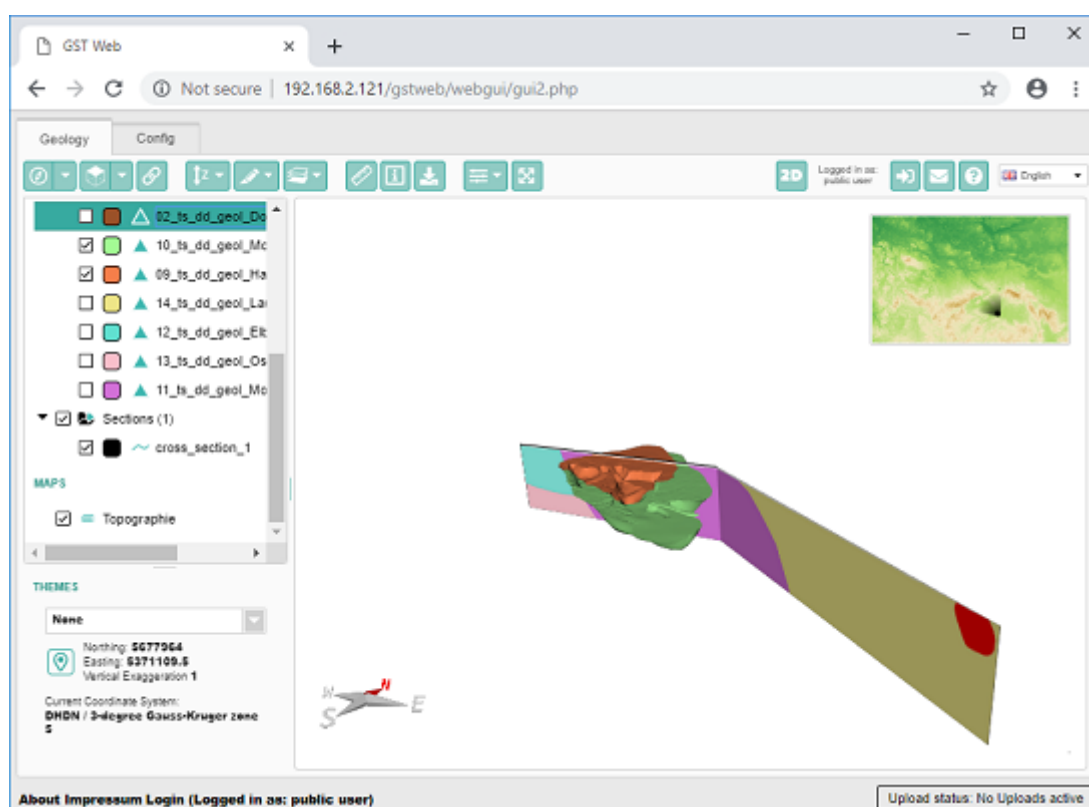 GST Web
Not secure | 192.168.2.121/gstweb/webgui/gui2.php
Geology Config
2D Logged in as: public user English
02_ts_dd_geol_Do
10_ts_dd_geol_Mo
09_ts_dd_geol_Ha
14_ts_dd_geol_Lau
12_ts_dd_geol_Elb
13_ts_dd_geol_Os
11_ts_dd_geol_Mo
Sections (1)
cross_section_1
MAPS
Topographie
THEMES
None
Northing: 5677964
Easting: 5371109.5
Vertical Exaggeration 1
Current Coordinate System:
DHDN / 3-degree Gauss-Kruger zone
5
W N
S E
About Impressum Login (Logged in as: public user)
Upload status: No Uploads active